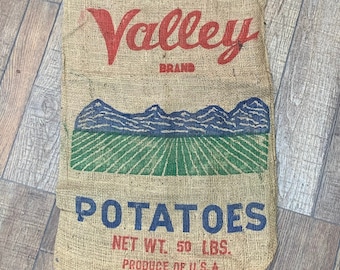 Valley
BRAND
POTATOES
NET WT. 50 LBS.
PRODUCE OF U.S.A.